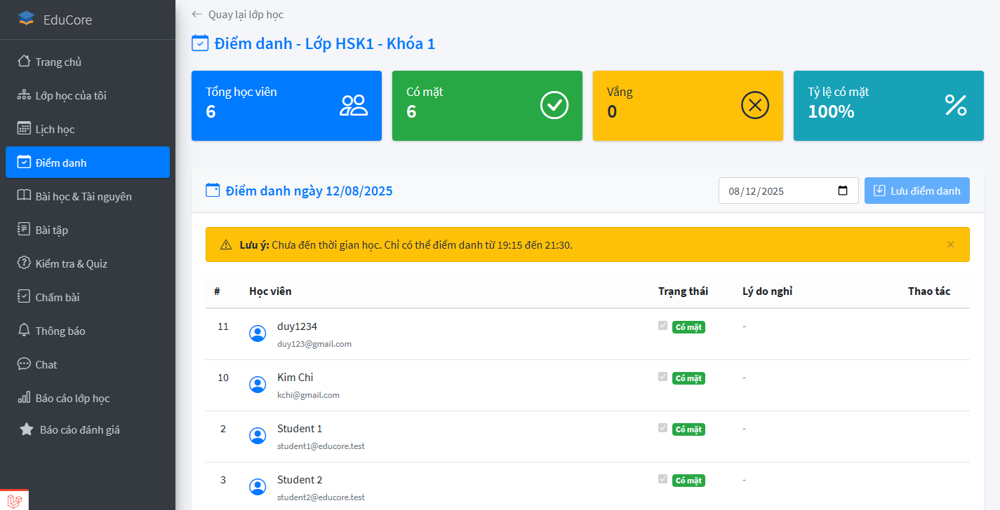 EduCore
Trang chủ
Lớp học của tôi
Lịch học
Điểm danh
Bài học & Tài nguyên
Bài tập
Kiểm tra & Quiz
Chấm bài
Thông báo
Chat
Báo cáo lớp học
Báo cáo đánh giá
← Quay lại lớp học
Điểm danh - Lớp HSK1 - Khóa 1
Tổng học viên
6
Có mặt
6
Vắng
0
Tỷ lệ có mặt
100%
Điểm danh ngày 12/08/2025
08/12/2025
Lưu điểm danh
Lưu ý: Chưa đến thời gian học. Chỉ có thể điểm danh từ 19:15 đến 21:30.
# Học viên Trạng thái Lý do nghỉ Thao tác
11 duy1234 Có mặt -
duy123@gmail.com
10 Kim Chi Có mặt -
kchi@gmail.com
2 Student 1 Có mặt -
student1@educore.test
3 Student 2 Có mặt -
student2@educore.test